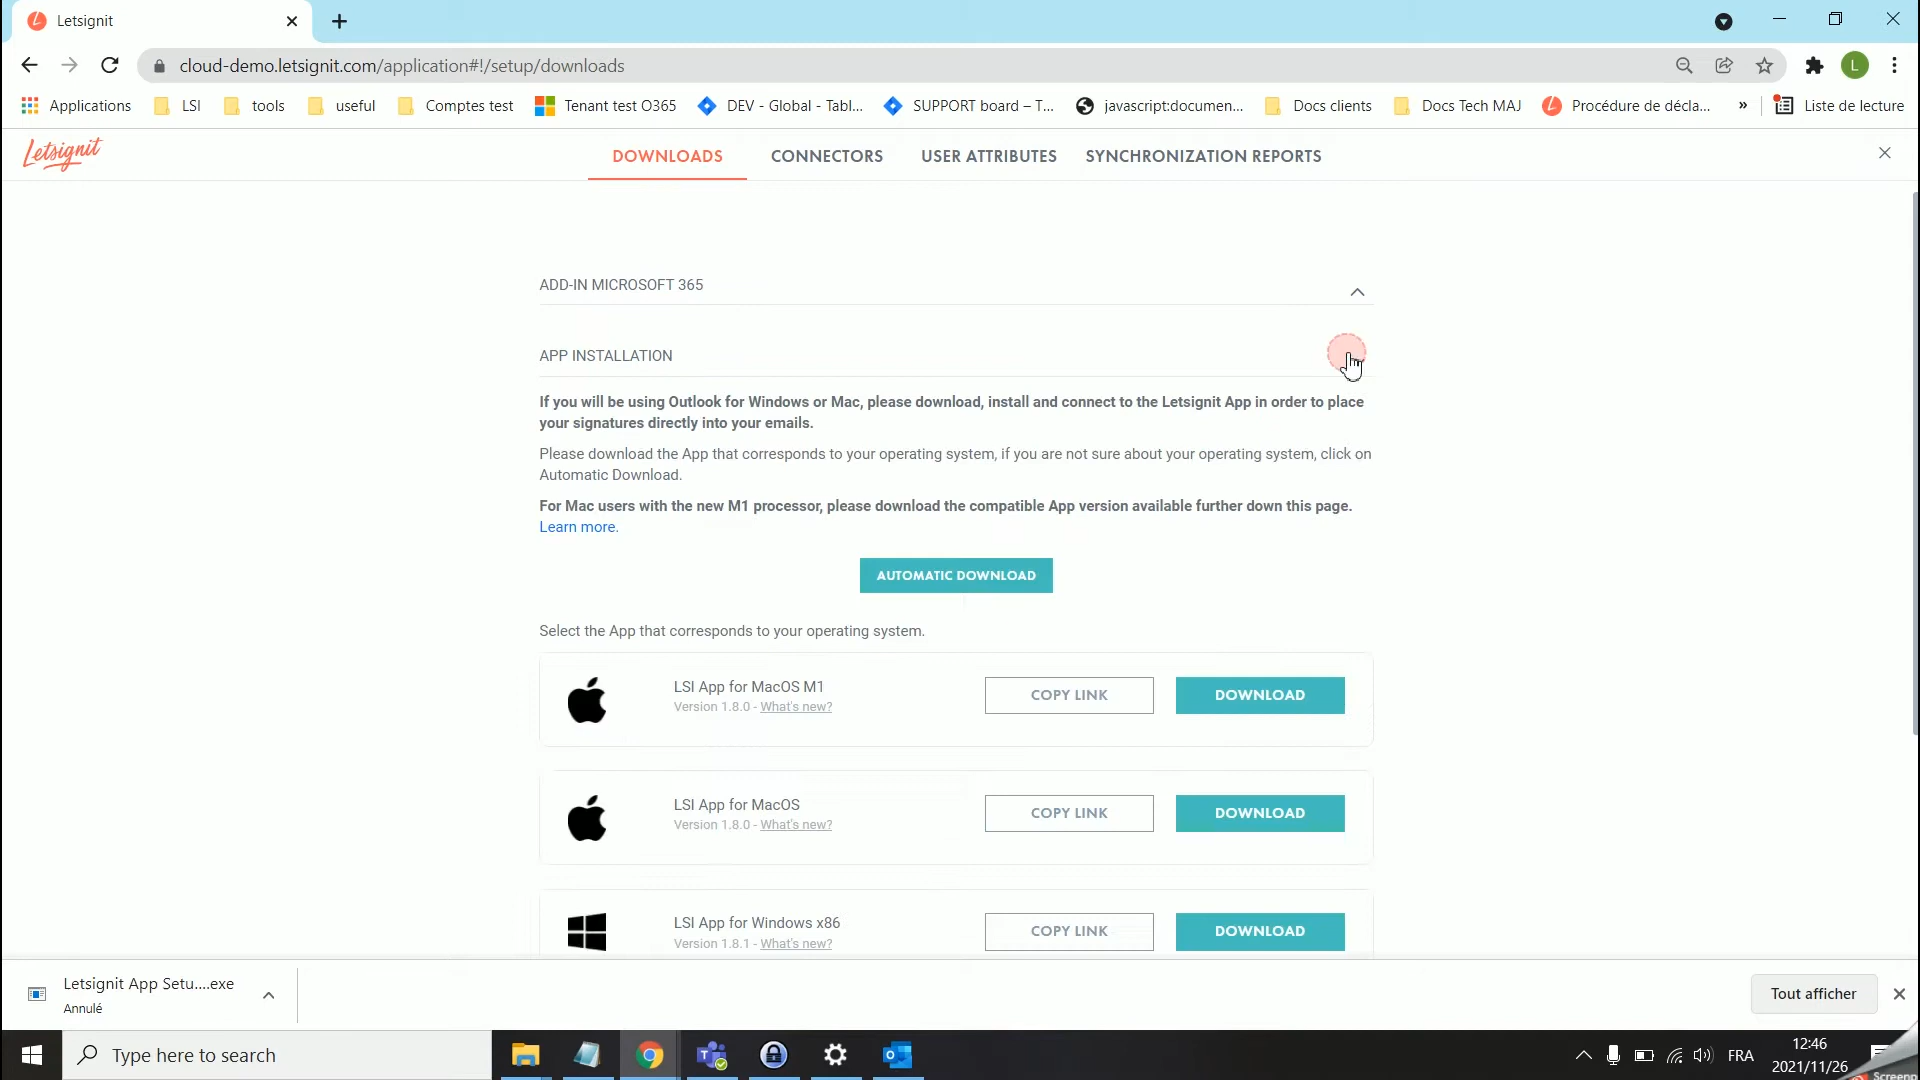 Letsignit
cloud-demo.letsignit.com/application#!/setup/downloads
L
Applications
LSI
tools
useful
Comptes test
Tenant test O365
DEV - Global - Tabl...
SUPPORT board – T...
javascript:documen...
Docs clients
Docs Tech MAJ
Procédure de décla...
»
Liste de lecture
Letsignit
DOWNLOADS
CONNECTORS
USER ATTRIBUTES
SYNCHRONIZATION REPORTS
ADD-IN MICROSOFT 365
APP INSTALLATION
If you will be using Outlook for Windows or Mac, please download, install and connect to the Letsignit App in order to place
your signatures directly into your emails.
Please download the App that corresponds to your operating system, if you are not sure about your operating system, click on
Automatic Download.
For Mac users with the new M1 processor, please download the compatible App version available further down this page.
Learn more.
AUTOMATIC DOWNLOAD
Select the App that corresponds to your operating system.
LSI App for MacOS M1
Version 1.8.0 - What's new?
COPY LINK
DOWNLOAD
LSI App for MacOS
Version 1.8.0 - What's new?
COPY LINK
DOWNLOAD
LSI App for Windows x86
Version 1.8.1 - What's new?
COPY LINK
DOWNLOAD
Letsignit App Setu....exe
Annulé
Tout afficher
Type here to search
FRA
12:46
2021/11/26